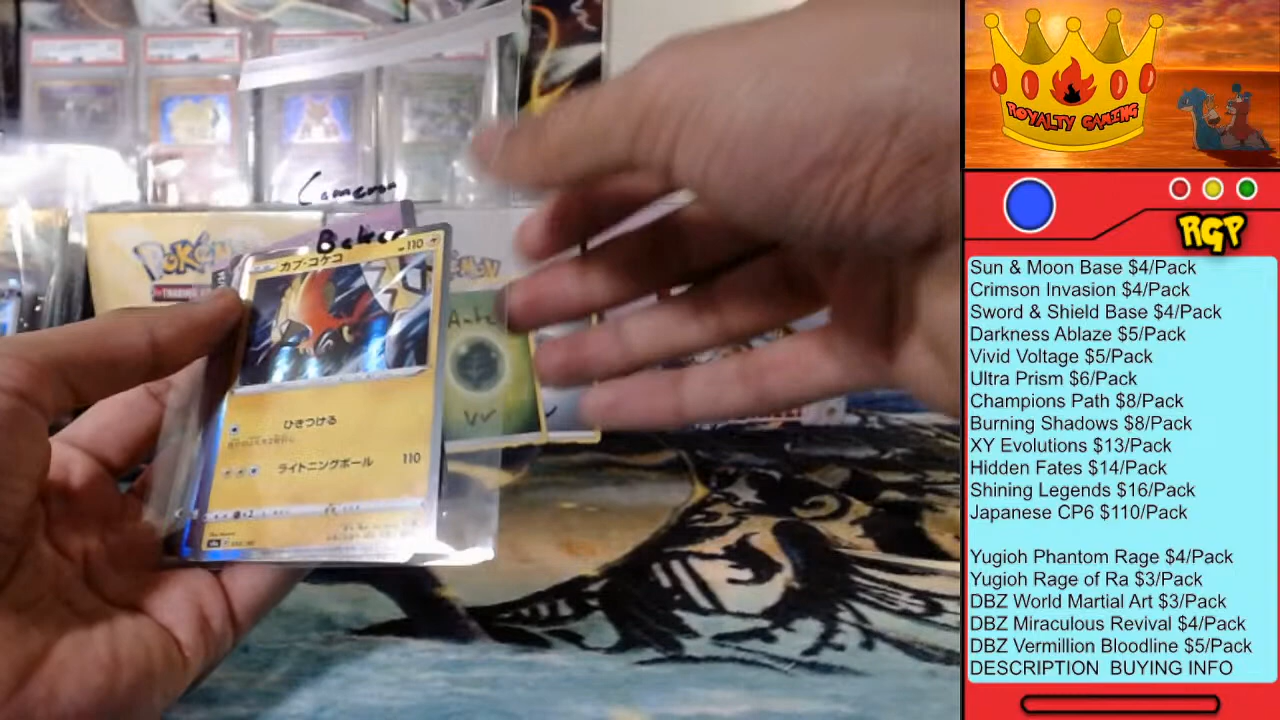 Cameron
Baker
POKéMON
カプ・コケコ
HP 110
ひきつける
ライトニングボール 110
ROYALTY GAMING
RGP
Sun & Moon Base $4/Pack
Crimson Invasion $4/Pack
Sword & Shield Base $4/Pack
Darkness Ablaze $5/Pack
Vivid Voltage $5/Pack
Ultra Prism $6/Pack
Champions Path $8/Pack
Burning Shadows $8/Pack
XY Evolutions $13/Pack
Hidden Fates $14/Pack
Shining Legends $16/Pack
Japanese CP6 $110/Pack
Yugioh Phantom Rage $4/Pack
Yugioh Rage of Ra $3/Pack
DBZ World Martial Art $3/Pack
DBZ Miraculous Revival $4/Pack
DBZ Vermillion Bloodline $5/Pack
DESCRIPTION BUYING INFO